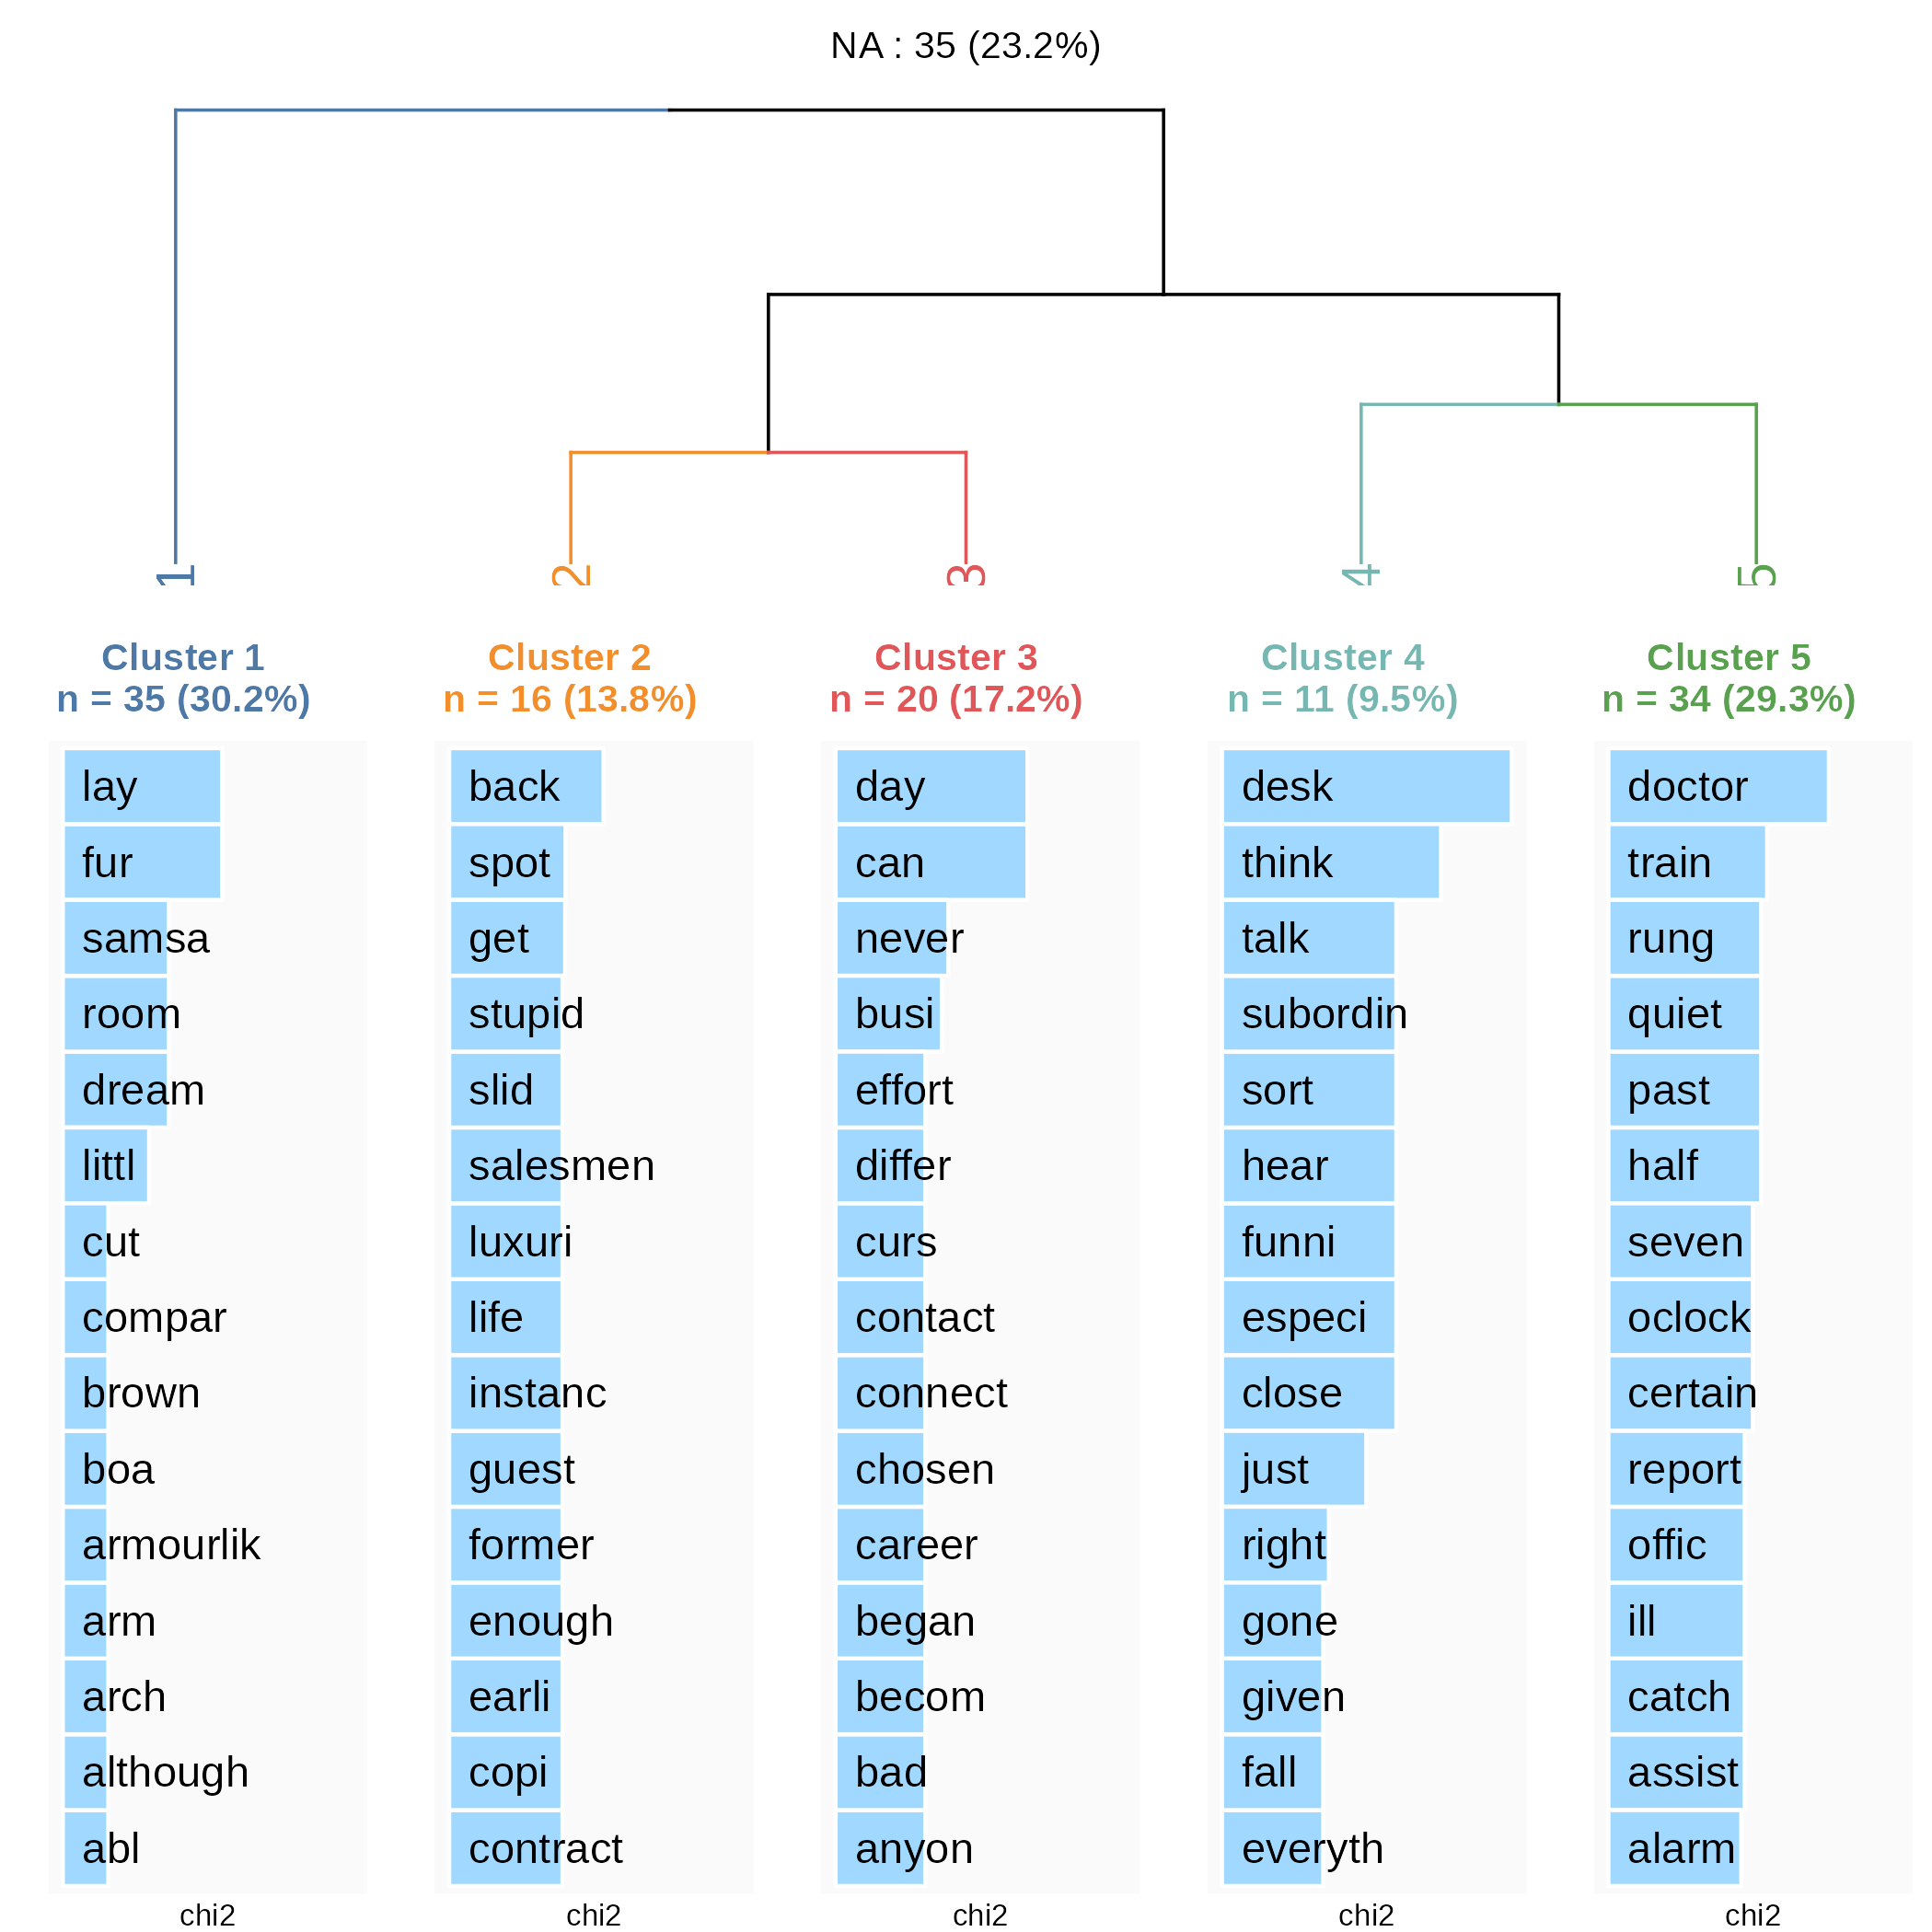 NA : 35 (23.2%)
1
2
3
4
5
Cluster 1
n = 35 (30.2%)
lay
fur
samsa
room
dream
littl
cut
compar
brown
boa
armourlik
arm
arch
although
abl
chi2
Cluster 2
n = 16 (13.8%)
back
spot
get
stupid
slid
salesmen
luxuri
life
instanc
guest
former
enough
earli
copi
contract
chi2
Cluster 3
n = 20 (17.2%)
day
can
never
busi
effort
differ
curs
contact
connect
chosen
career
began
becom
bad
anyon
chi2
Cluster 4
n = 11 (9.5%)
desk
think
talk
subordin
sort
hear
funni
especi
close
just
right
gone
given
fall
everyth
chi2
Cluster 5
n = 34 (29.3%)
doctor
train
rung
quiet
past
half
seven
oclock
certain
report
offic
ill
catch
assist
alarm
chi2